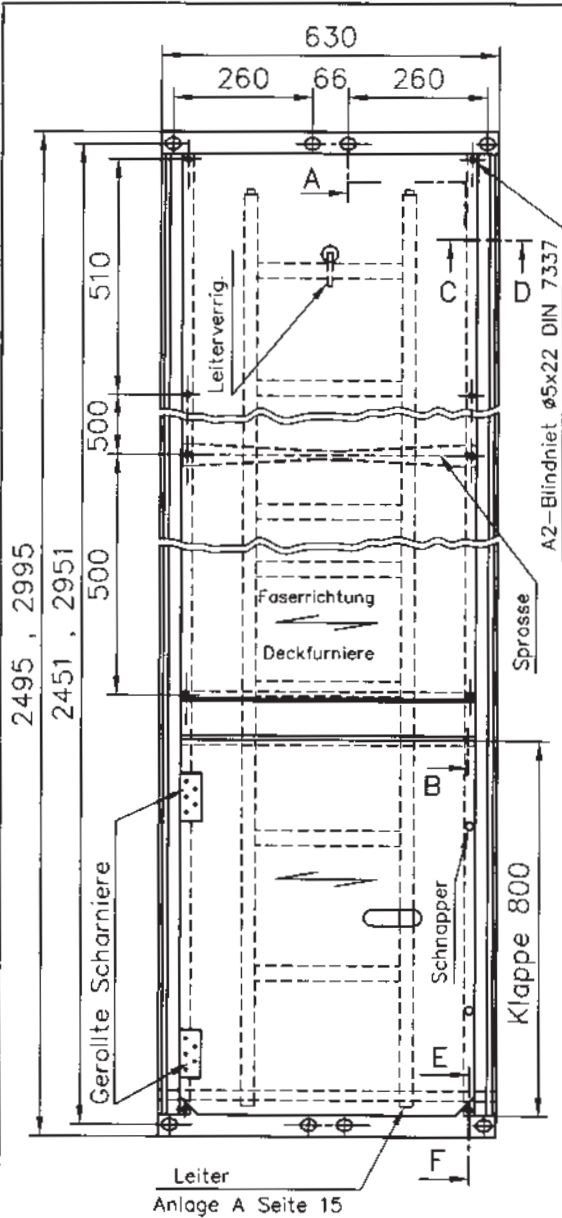 630
260 66 260
A
C D
510
Leiterverrig.
A2-Blindniet ø5x22 DIN 7337
500
500
2495 , 2995
2451 , 2951
Faserrichtung
Deckfurniere
Sprosse
B
Gerollte Scharniere
Schnapper
Klappe 800
E
F
Leiter
Anlage A Seite 15